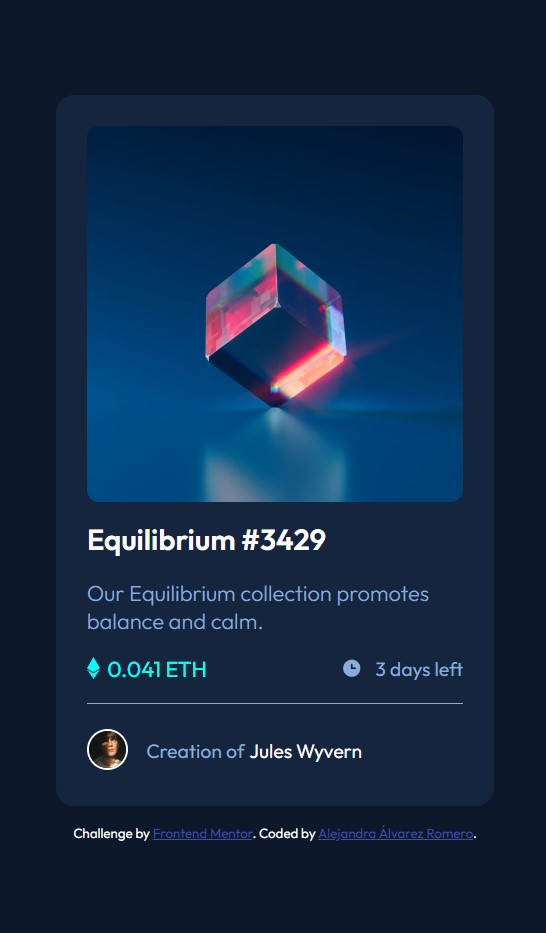 Equilibrium #3429
Our Equilibrium collection promotes
balance and calm.
0.041 ETH 3 days left
Creation of Jules Wyvern
Challenge by Frontend Mentor. Coded by Alejandra Álvarez Romero.